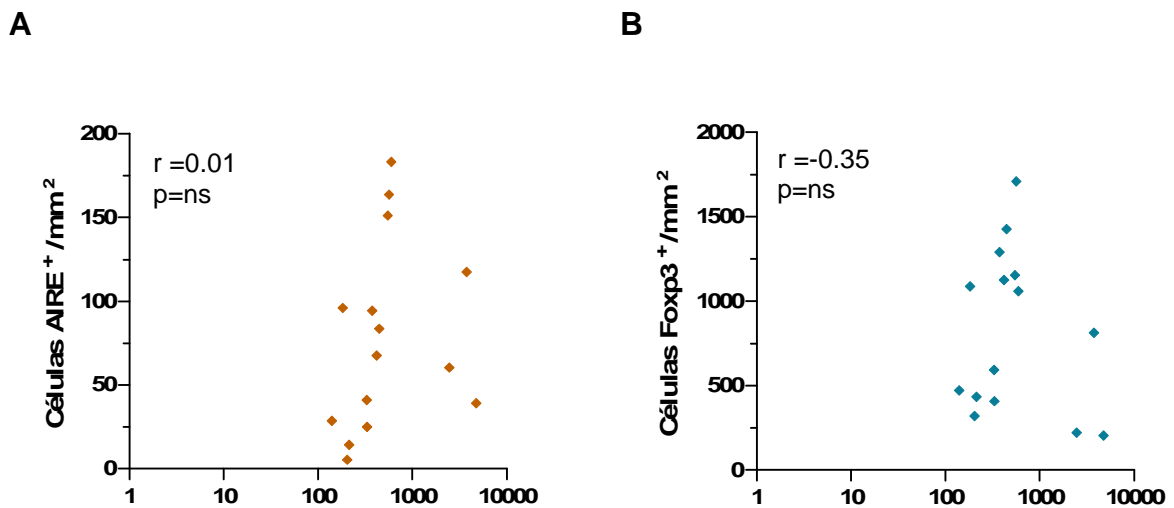 A
B
200
150
100
50
0
r =0.01
p=ns
Células AIRE⁺/mm²
1 10 100 1000 10000
2000
1500
1000
500
0
r =-0.35
p=ns
Células Foxp3⁺/mm²
1 10 100 1000 10000